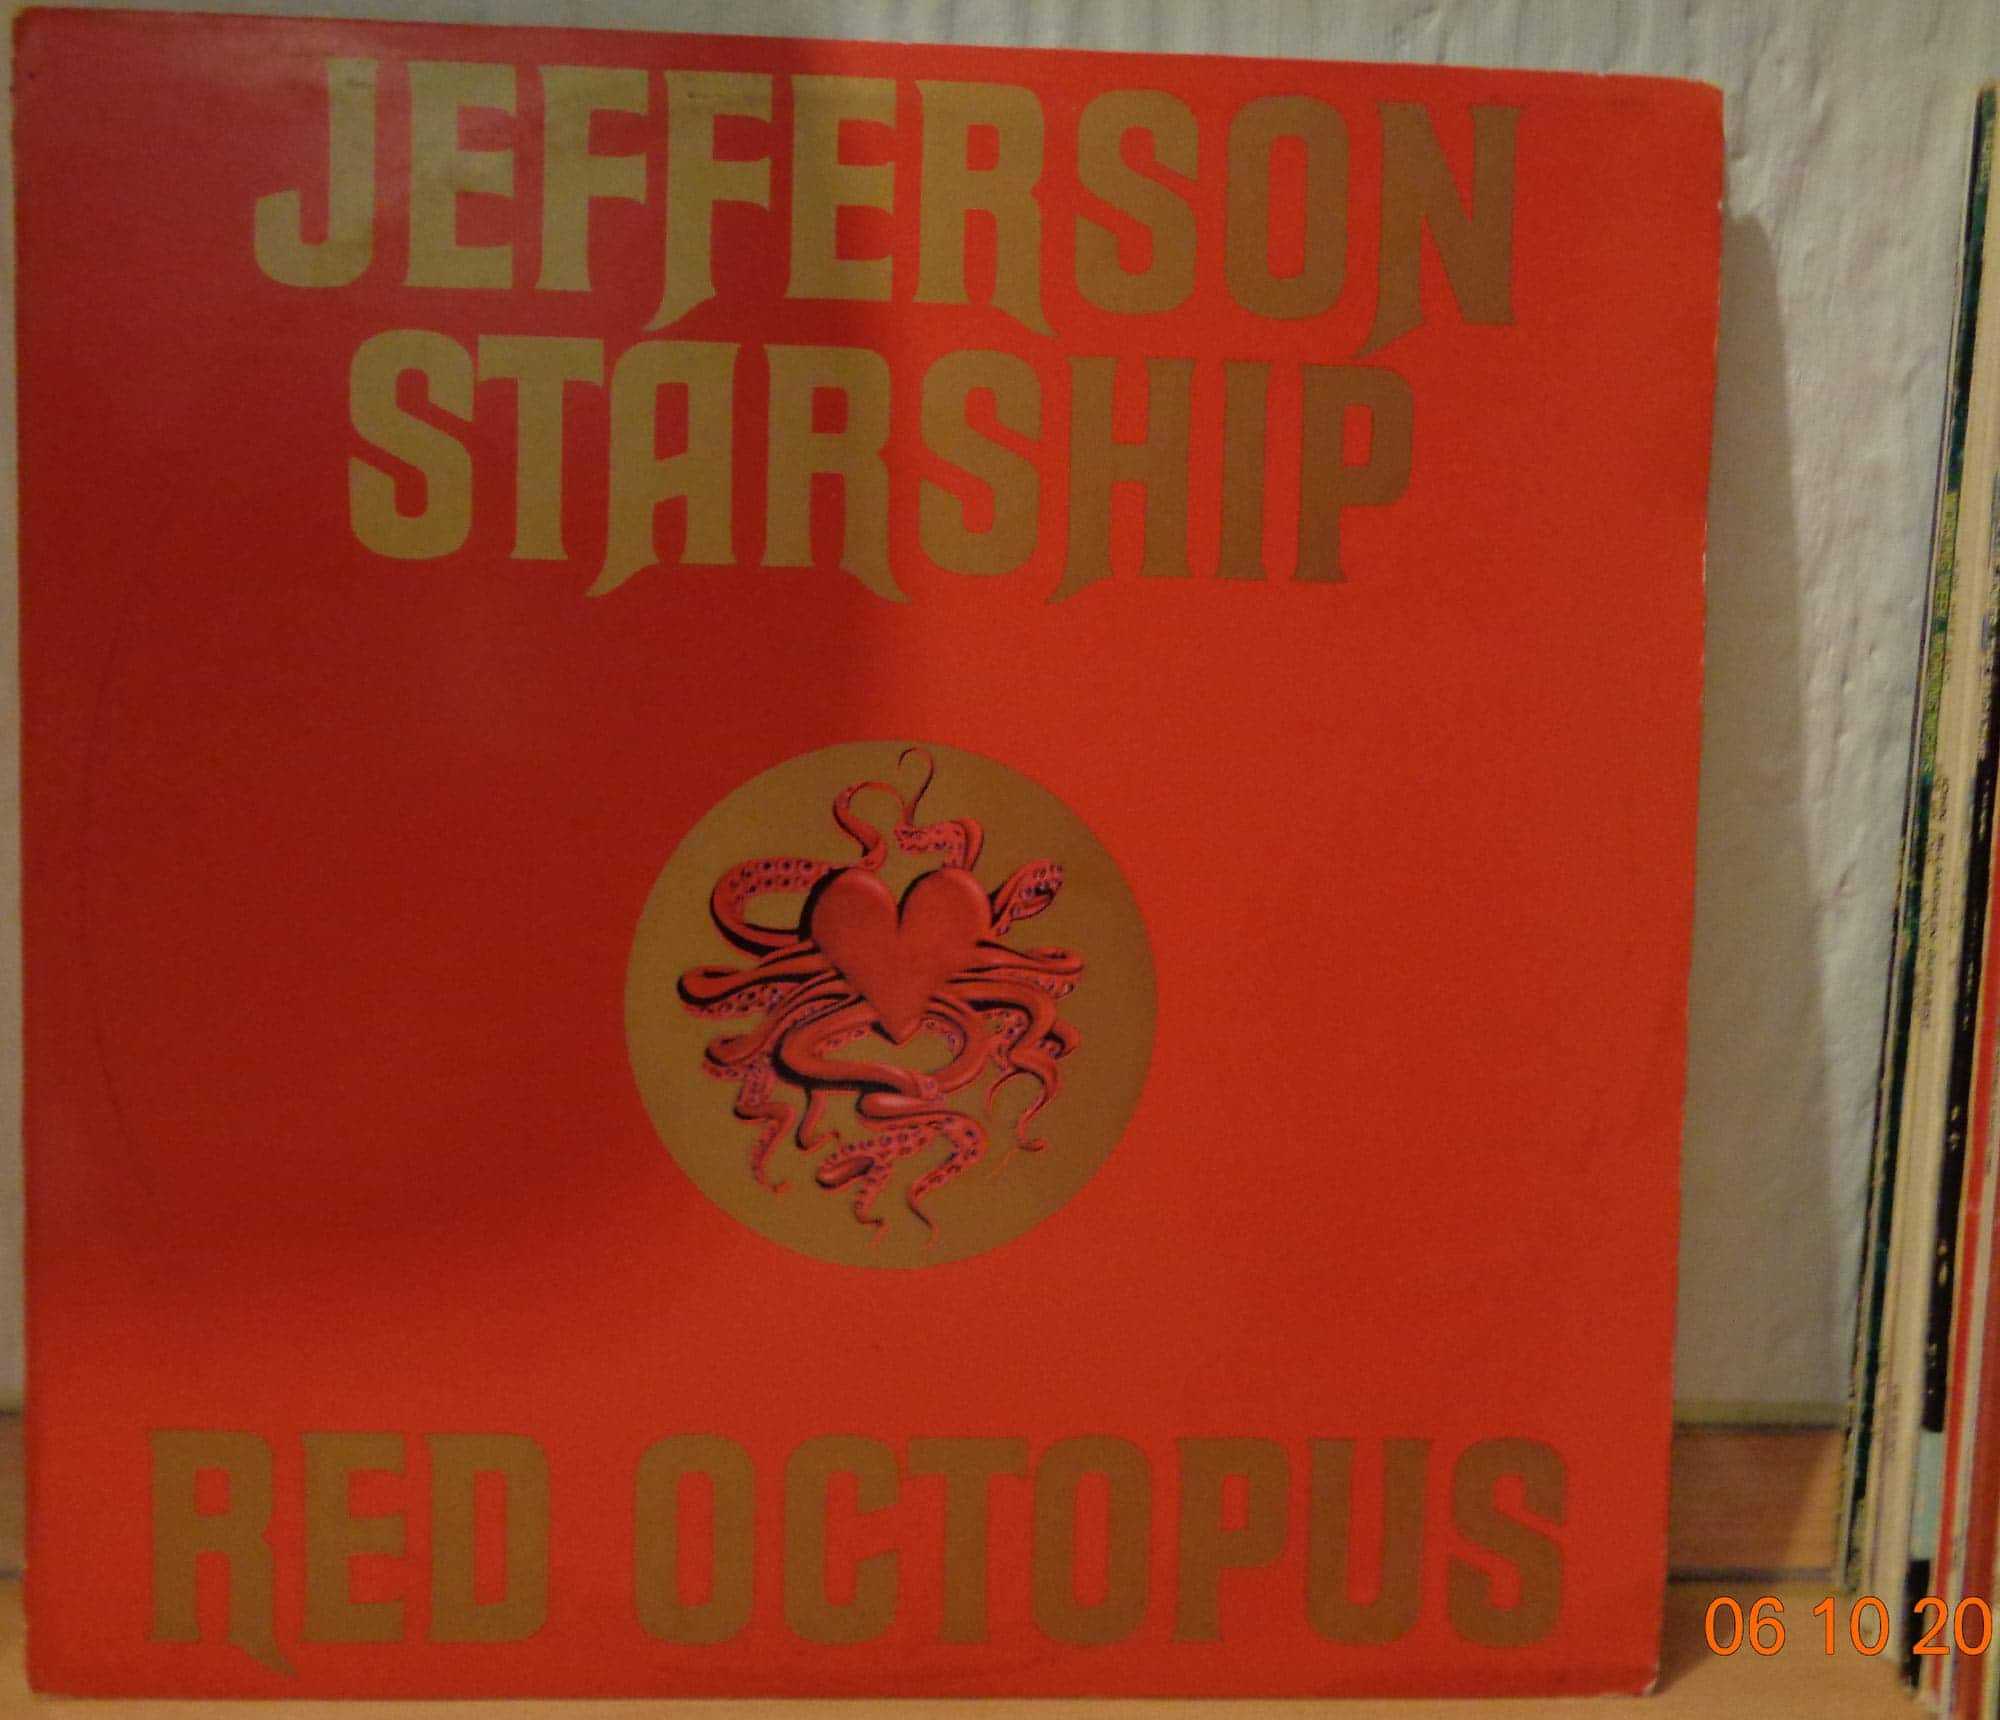 JEFFERSON
STARSHIP
RED OCTOPUS
06 10 20